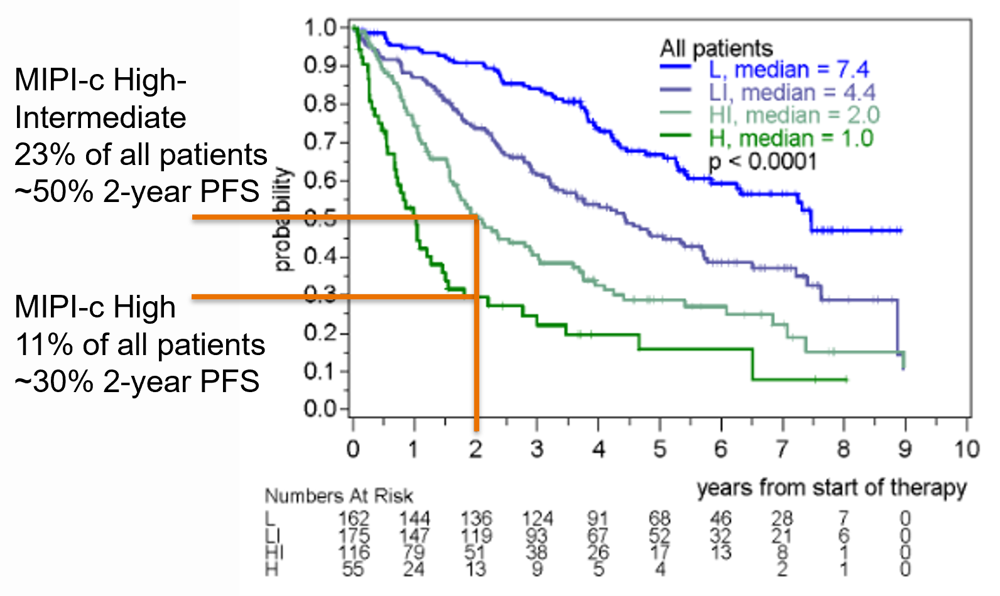 MIPI-c High-
Intermediate
23% of all patients
~50% 2-year PFS
MIPI-c High
11% of all patients
~30% 2-year PFS
probability
1.0
0.9
0.8
0.7
0.6
0.5
0.4
0.3
0.2
0.1
0.0
All patients
L, median = 7.4
LI, median = 4.4
HI, median = 2.0
H, median = 1.0
p < 0.0001
0 1 2 3 4 5 6 7 8 9 10
years from start of therapy
Numbers At Risk
L 162 144 136 124 91 68 46 28 7 0
LI 175 147 119 93 67 52 32 21 6 0
HI 116 79 51 38 26 17 13 8 1 0
H 55 24 13 9 5 4 2 1 0